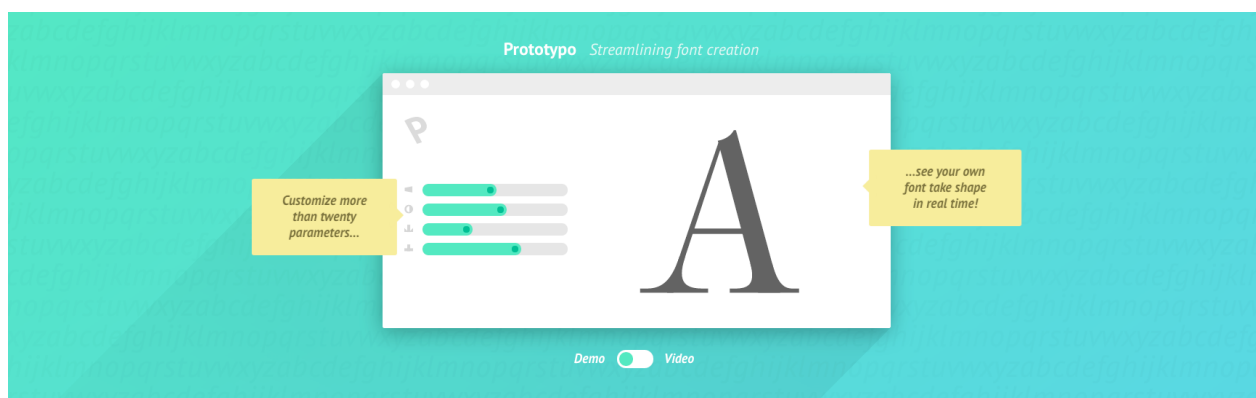 Prototypo Streamlining font creation
P
Customize more
than twenty
parameters...
A
...see your own
font take shape
in real time!
Demo Video